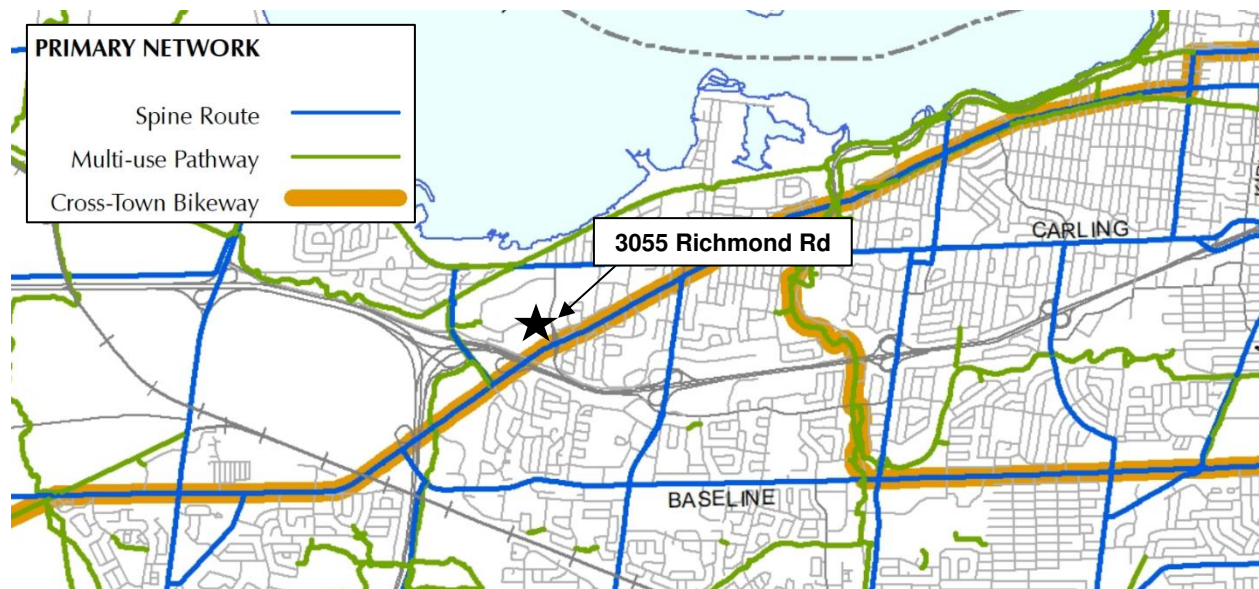 PRIMARY NETWORK
Spine Route
Multi-use Pathway
Cross-Town Bikeway
3055 Richmond Rd
CARLING
BASELINE